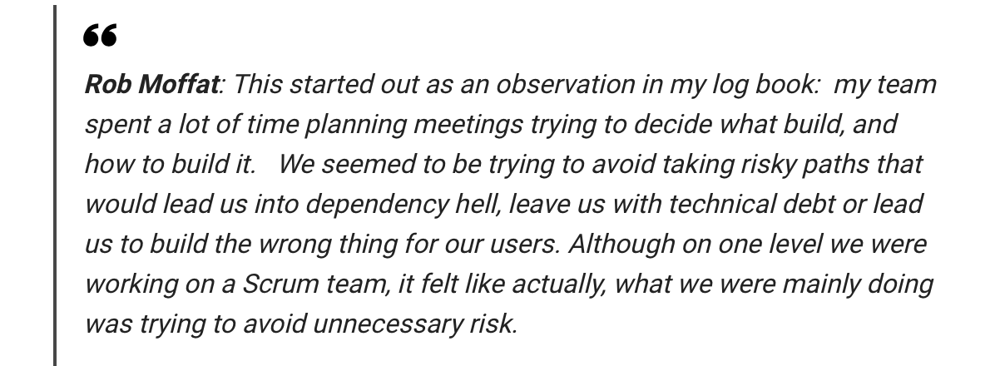 “
Rob Moffat: This started out as an observation in my log book:  my team
spent a lot of time planning meetings trying to decide what build, and
how to build it.   We seemed to be trying to avoid taking risky paths that
would lead us into dependency hell, leave us with technical debt or lead
us to build the wrong thing for our users. Although on one level we were
working on a Scrum team, it felt like actually, what we were mainly doing
was trying to avoid unnecessary risk.